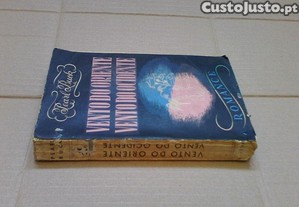 CustoJusto.pt
Pearl Buck
VENTO DO ORIENTE
VENTO DO OCIDENTE
ROMANCE
VENTO DO ORIENTE
VENTO DO OCIDENTE